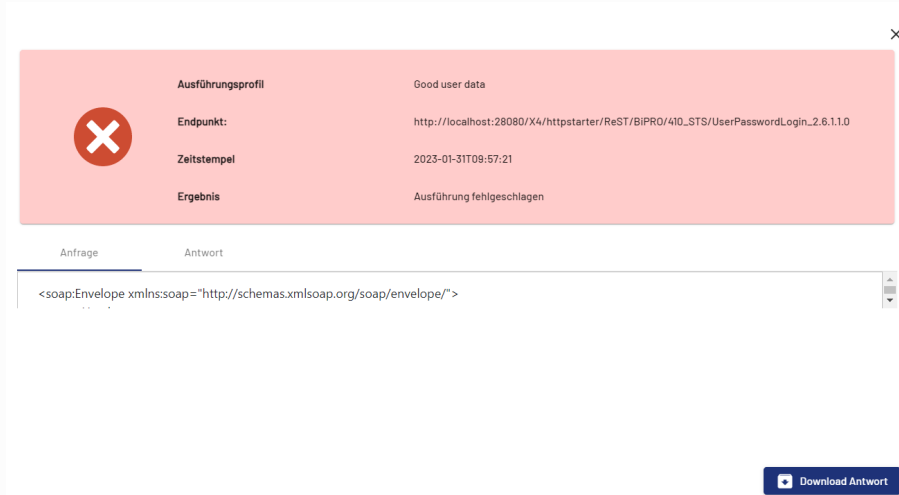 Ausführungsprofil Good user data
Endpunkt: http://localhost:28080/X4/httpstarter/ReST/BiPRO/410_STS/UserPasswordLogin_2.6.1.1.0
Zeitstempel 2023-01-31T09:57:21
Ergebnis Ausführung fehlgeschlagen
Anfrage Antwort
<soap:Envelope xmlns:soap="http://schemas.xmlsoap.org/soap/envelope/">
Download Antwort